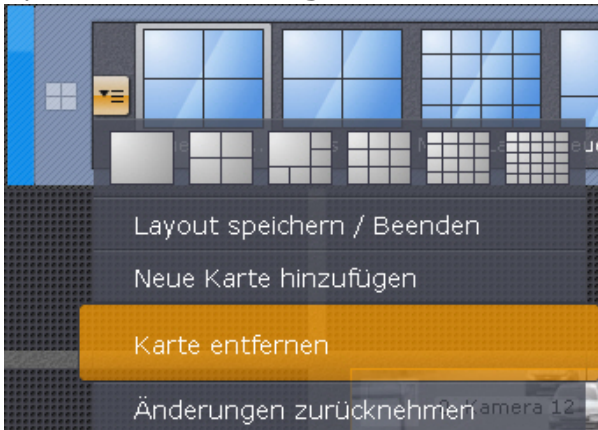 Layout speichern / Beenden
Neue Karte hinzufügen
Karte entfernen
Änderungen zurücknehmen
Kamera 12